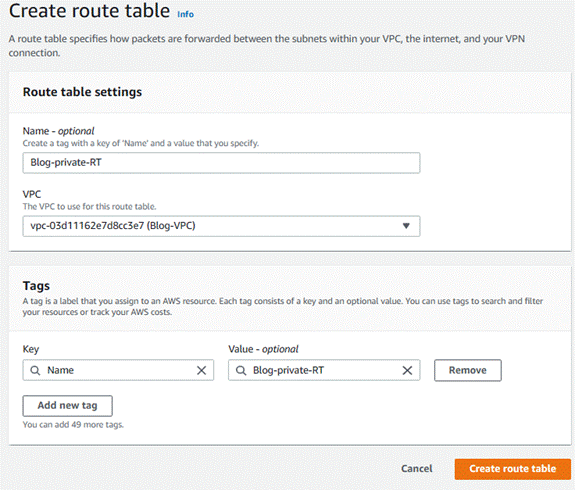 Create route table Info
A route table specifies how packets are forwarded between the subnets within your VPC, the internet, and your VPN
connection.
Route table settings
Name - optional
Create a tag with a key of 'Name' and a value that you specify.
Blog-private-RT
VPC
The VPC to use for this route table.
vpc-03d11162e7d8cc3e7 (Blog-VPC)
Tags
A tag is a label that you assign to an AWS resource. Each tag consists of a key and an optional value. You can use tags to search and filter
your resources or track your AWS costs.
Key Value - optional
Name Blog-private-RT Remove
Add new tag
You can add 49 more tags.
Cancel Create route table